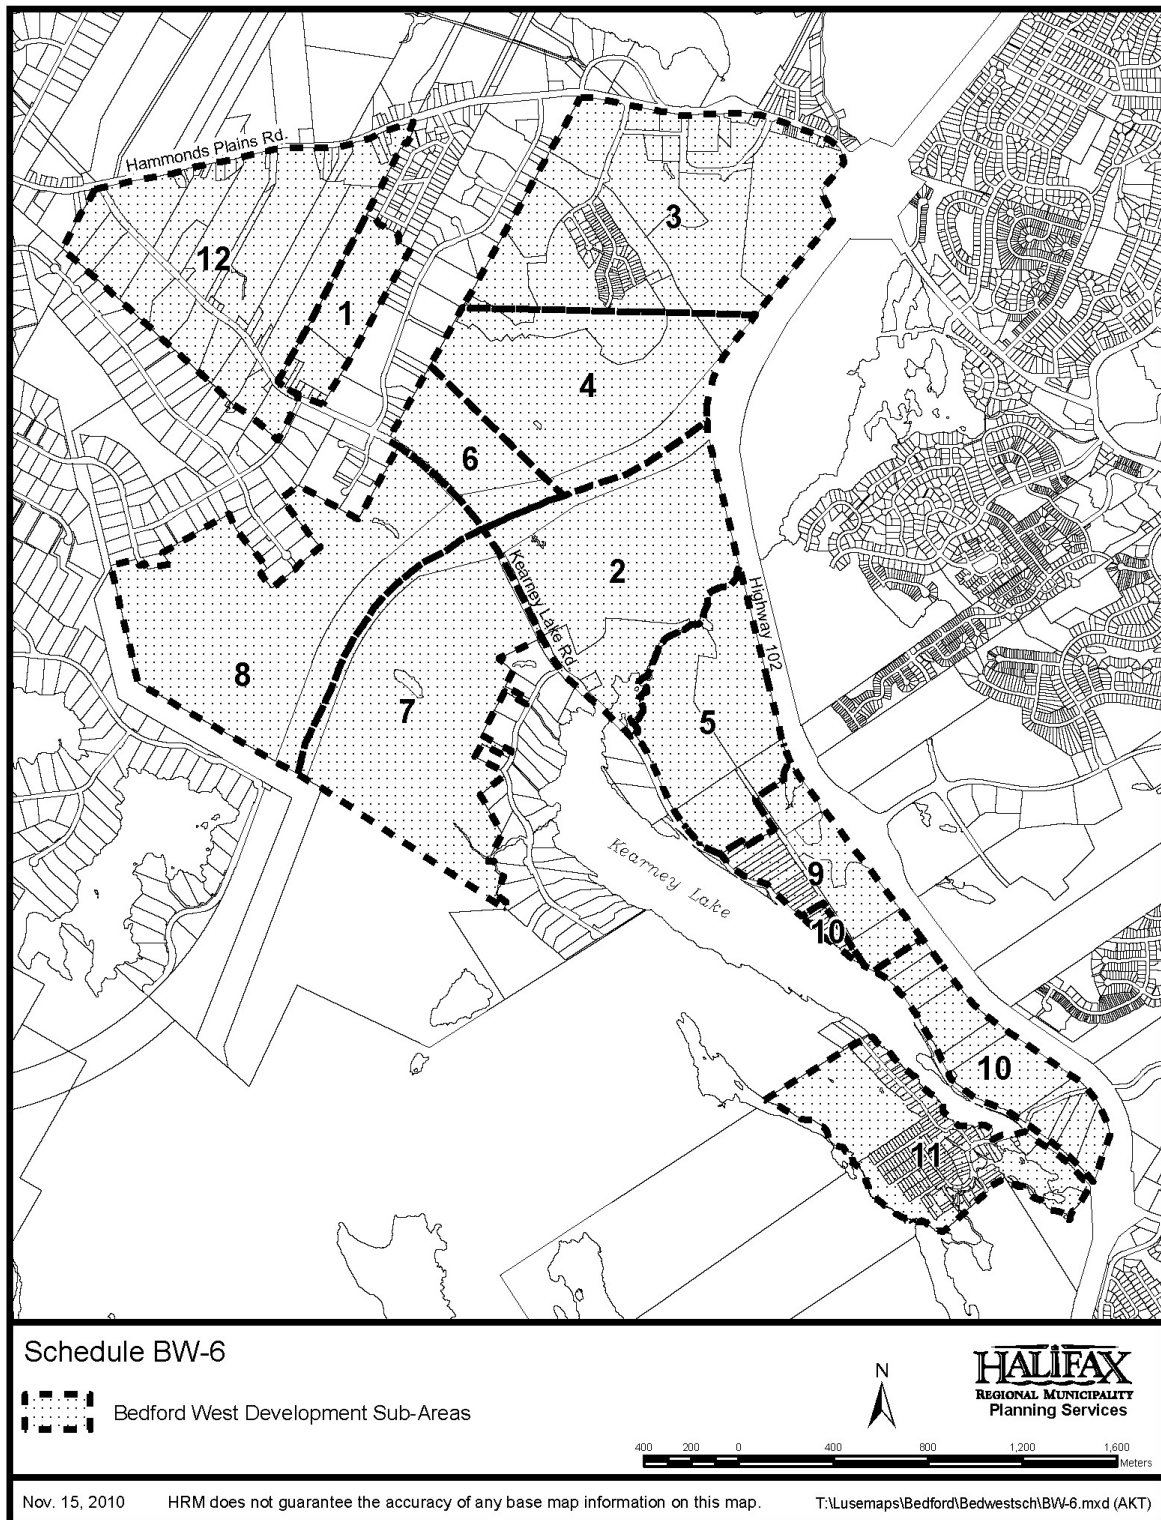 Hammonds Plains Rd.
3
12
1
4
6
Kearney Lake Rd.
2
Highway 102
8
7
5
Kearney Lake
9
10
10
11
Schedule BW-6
Bedford West Development Sub-Areas
N
HALIFAX
REGIONAL MUNICIPALITY
Planning Services
400 200 0 400 800 1,200 1,600
Meters
Nov. 15, 2010 HRM does not guarantee the accuracy of any base map information on this map. T:\Lusemaps\Bedford\Bedwestsch\BW-6.mxd (AKT)